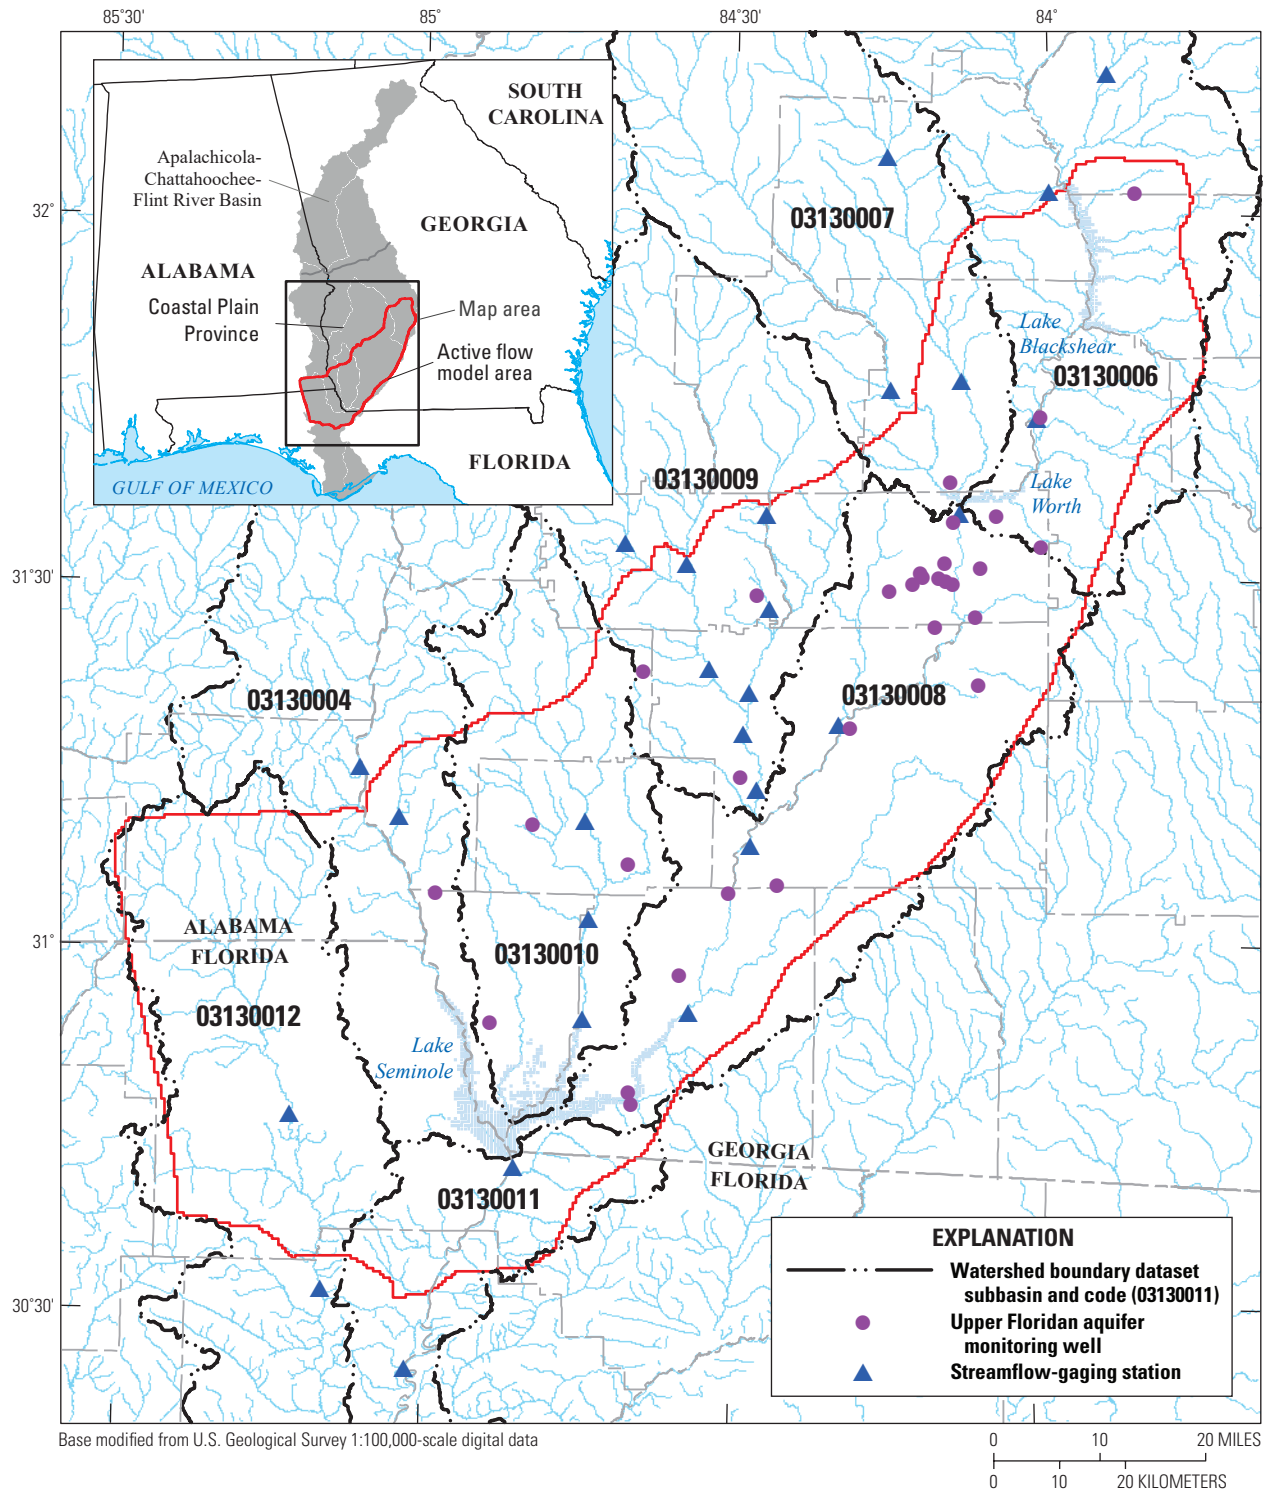 85°30'
85°
84°30'
84°
32°
31°30'
31°
30°30'
SOUTH
CAROLINA
Apalachicola-
Chattahoochee-
Flint River Basin
GEORGIA
ALABAMA
Coastal Plain
Province
Map area
Active flow
model area
FLORIDA
GULF OF MEXICO
03130007
Lake
Blackshear
03130006
03130009
Lake
Worth
03130004
03130008
ALABAMA
FLORIDA
03130010
03130012
Lake
Seminole
GEORGIA
FLORIDA
03130011
EXPLANATION
Watershed boundary dataset
subbasin and code (03130011)
Upper Floridan aquifer
monitoring well
Streamflow-gaging station
Base modified from U.S. Geological Survey 1:100,000-scale digital data
0 10 20 MILES
0 10 20 KILOMETERS